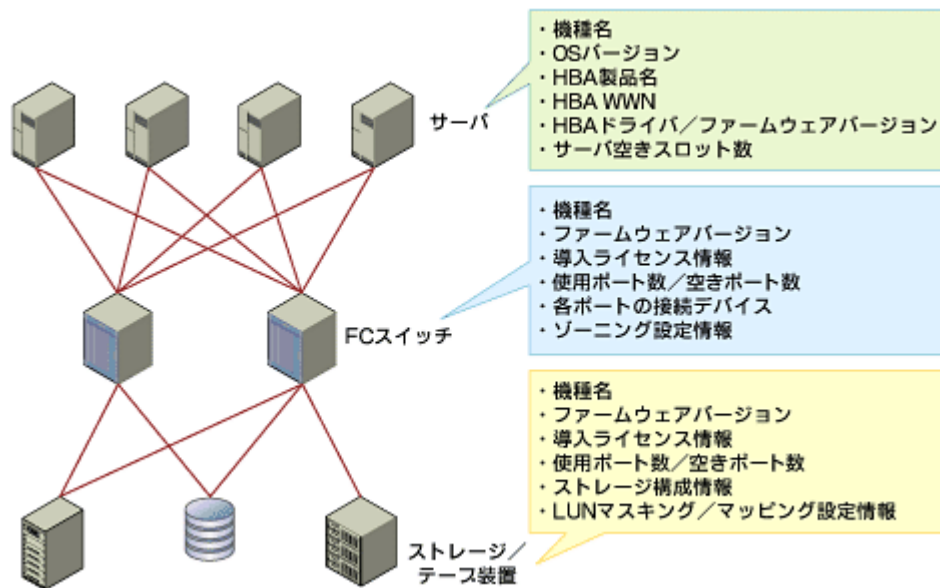 ・機種名
・OSバージョン
・HBA製品名
・HBA WWN
・HBAドライバ／ファームウェアバージョン
・サーバ空きスロット数
サーバ
・機種名
・ファームウェアバージョン
・導入ライセンス情報
・使用ポート数／空きポート数
・各ポートの接続デバイス
・ゾーニング設定情報
FCスイッチ
・機種名
・ファームウェアバージョン
・導入ライセンス情報
・使用ポート数／空きポート数
・ストレージ構成情報
・LUNマスキング／マッピング設定情報
ストレージ／
テープ装置